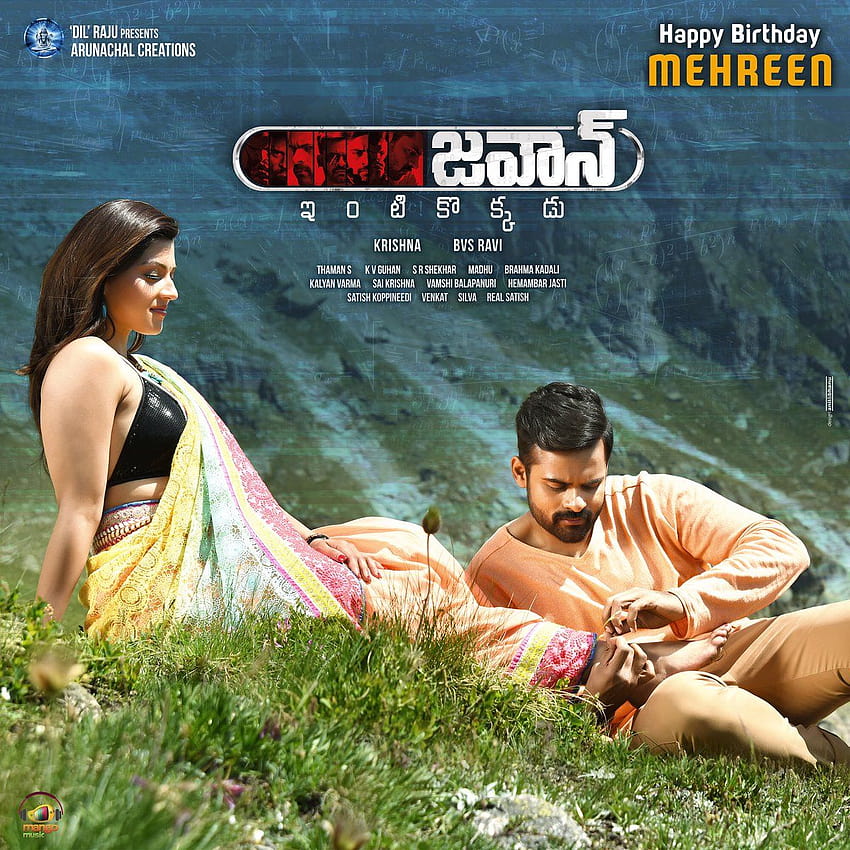 'DIL' RAJU PRESENTS
ARUNACHAL CREATIONS
Happy Birthday
MEHREEN
జవాన్
ఇంటికొక్కడు
KRISHNA BVS RAVI
THAMAN S K V GUHAN S R SHEKHAR MADHU BRAHMA KADALI
KALYAN VARMA SAI KRISHNA VAMSHI BALAPANURI HEMAMBAR JASTI
SATISH KOPPINEEDI VENKAT SILVA REAL SATISH
mango
music